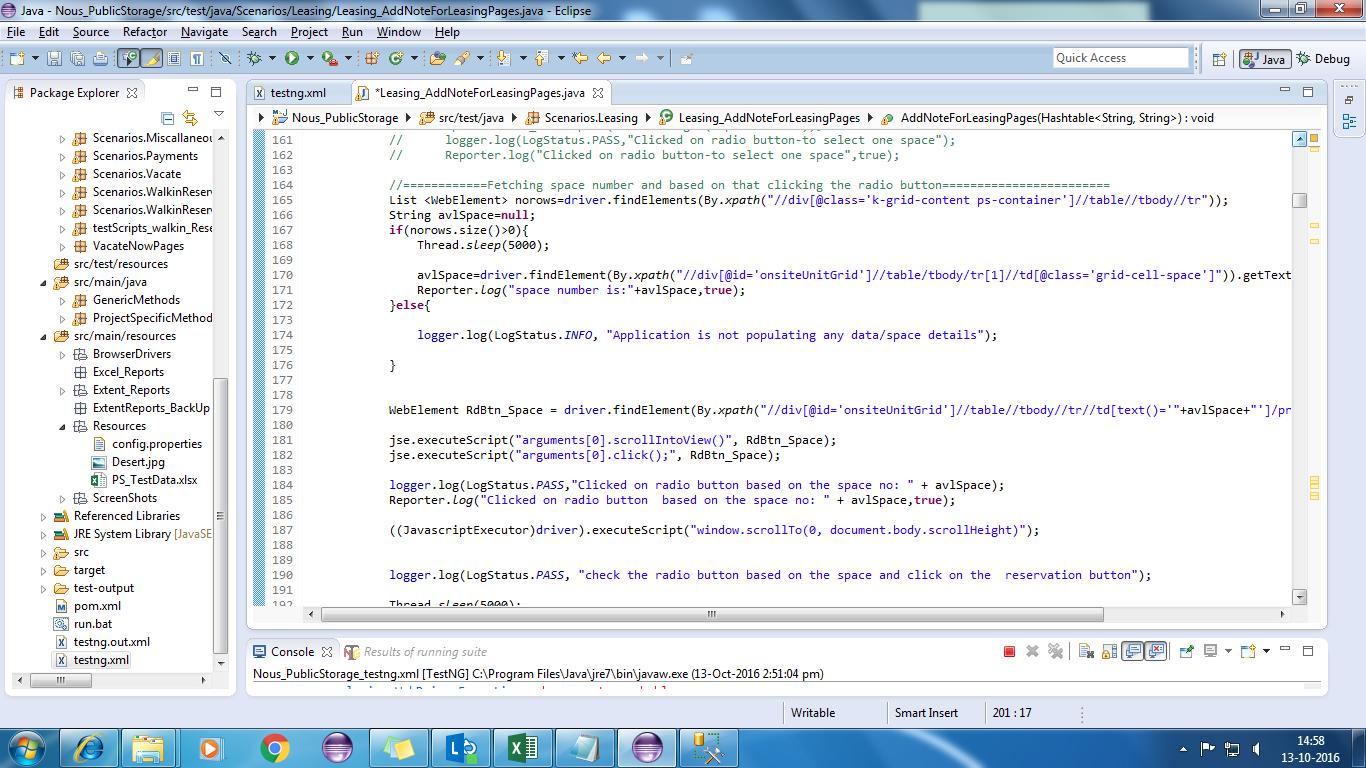 Java - Nous_PublicStorage/src/test/java/Scenarios/Leasing/Leasing_AddNoteForLeasingPages.java - Eclipse
File Edit Source Refactor Navigate Search Project Run Window Help
Quick Access
Java
Debug
Package Explorer
testng.xml
*Leasing_AddNoteForLeasingPages.java
Nous_PublicStorage
src/test/java
Scenarios.Leasing
Leasing_AddNoteForLeasingPages
AddNoteForLeasingPages(Hashtable<String, String>) : void
Scenarios.Miscellaneou
Scenarios.Payments
Scenarios.Vacate
Scenarios.WalkinReser
Scenarios.WalkinReser
testScripts_walkin_Rese
VacateNowPages
src/test/resources
src/main/java
GenericMethods
ProjectSpecificMethod
src/main/resources
BrowserDrivers
Excel_Reports
Extent_Reports
ExtentReports_BackUp
Resources
config.properties
Desert.jpg
PS_TestData.xlsx
ScreenShots
Referenced Libraries
JRE System Library [JavaSE
src
target
test-output
pom.xml
run.bat
testng.out.xml
testng.xml
161 // logger.log(LogStatus.PASS,"Clicked on radio button-to select one space");
162 // Reporter.log("Clicked on radio button-to select one space",true);
163
164 //============Fetching space number and based on that clicking the radio button========================
165 List <WebElement> norows=driver.findElements(By.xpath("//div[@class='k-grid-content ps-container']//table//tbody//tr"));
166 String avlSpace=null;
167 if(norows.size()>0){
168 Thread.sleep(5000);
169
170 avlSpace=driver.findElement(By.xpath("//div[@id='onsiteUnitGrid']//table/tbody/tr[1]//td[@class='grid-cell-space']")).getText
171 Reporter.log("space number is:"+avlSpace,true);
172 }else{
173
174 logger.log(LogStatus.INFO, "Application is not populating any data/space details");
175
176 }
177
178
179 WebElement RdBtn_Space = driver.findElement(By.xpath("//div[@id='onsiteUnitGrid']//table//tbody//tr//td[text()='"+avlSpace+"']/pr
180
181 jse.executeScript("arguments[0].scrollIntoView()", RdBtn_Space);
182 jse.executeScript("arguments[0].click();", RdBtn_Space);
183
184 logger.log(LogStatus.PASS,"Clicked on radio button based on the space no: " + avlSpace);
185 Reporter.log("Clicked on radio button  based on the space no: " + avlSpace,true);
186
187 ((JavascriptExecutor)driver).executeScript("window.scrollTo(0, document.body.scrollHeight)");
188
189
190 logger.log(LogStatus.PASS, "check the radio button based on the space and click on the  reservation button");
191
192 Thread.sleep(5000);
Console
Results of running suite
Nous_PublicStorage_testng.xml [TestNG] C:\Program Files\Java\jre7\bin\javaw.exe (13-Oct-2016 2:51:04 pm)
Writable
Smart Insert
201 : 17
14:58
13-10-2016